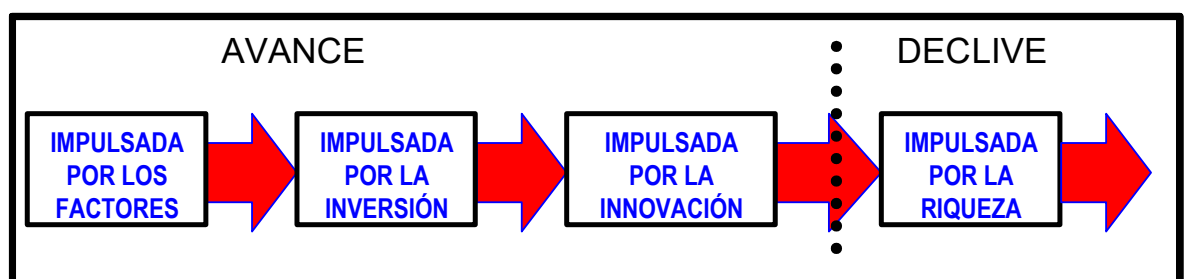 AVANCE
DECLIVE
IMPULSADA
POR LOS
FACTORES
IMPULSADA
POR LA
INVERSIÓN
IMPULSADA
POR LA
INNOVACIÓN
IMPULSADA
POR LA
RIQUEZA